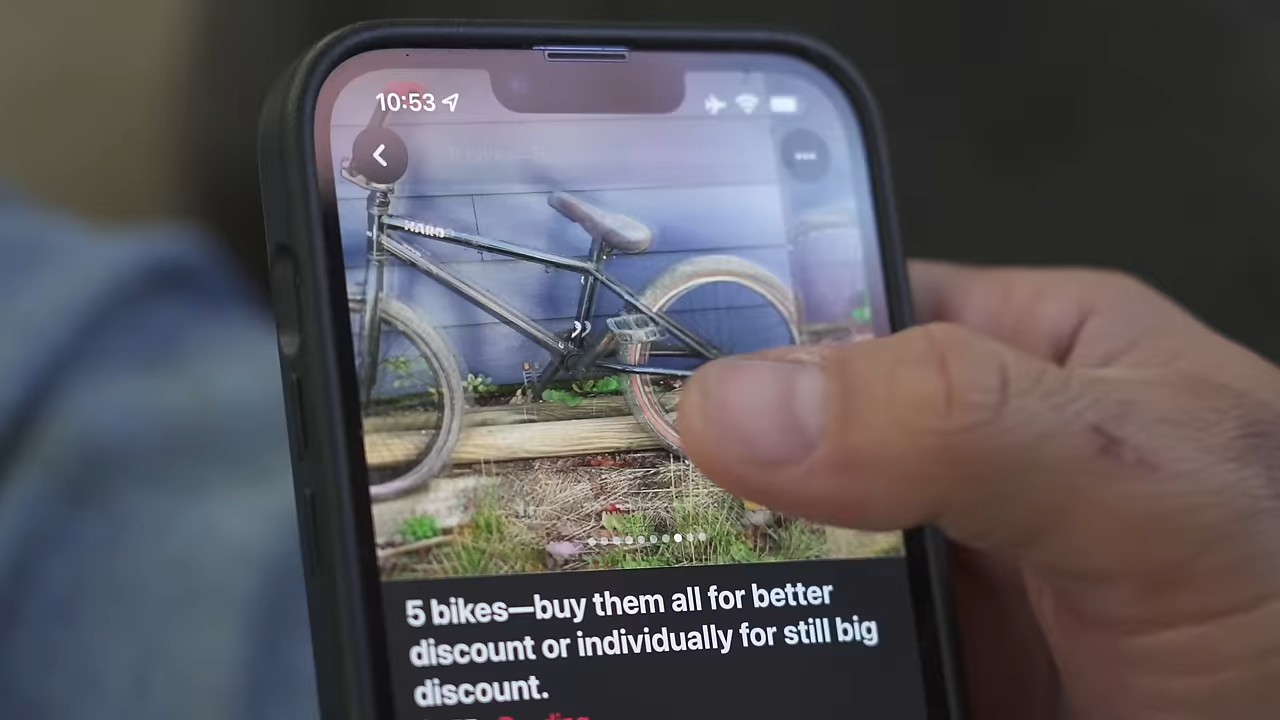 10:53
HARO
5 bikes—buy them all for better
discount or individually for still big
discount.